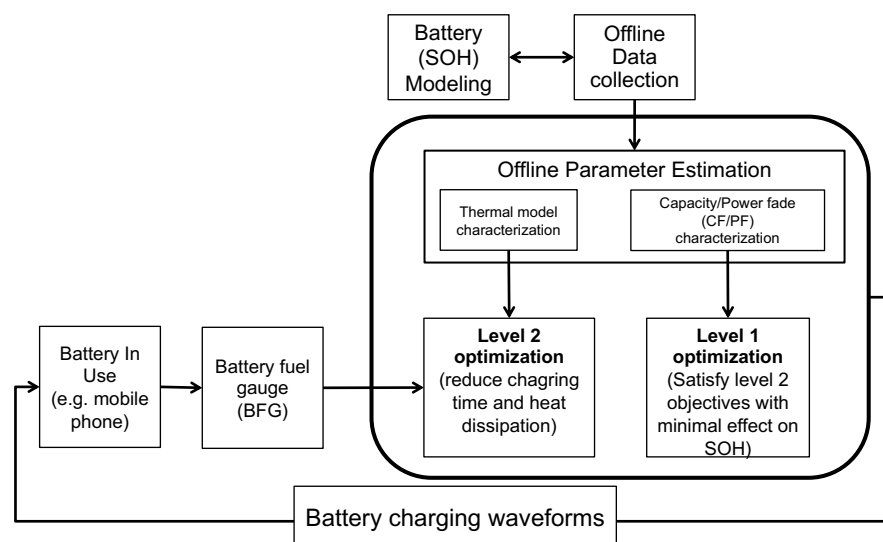 Battery
(SOH)
Modeling
Offline
Data
collection
Offline Parameter Estimation
Thermal model
characterization
Capacity/Power fade
(CF/PF)
characterization
Battery In
Use
(e.g. mobile
phone)
Battery fuel
gauge
(BFG)
Level 2
optimization
(reduce chagring
time and heat
dissipation)
Level 1
optimization
(Satisfy level 2
objectives with
minimal effect on
SOH)
Battery charging waveforms